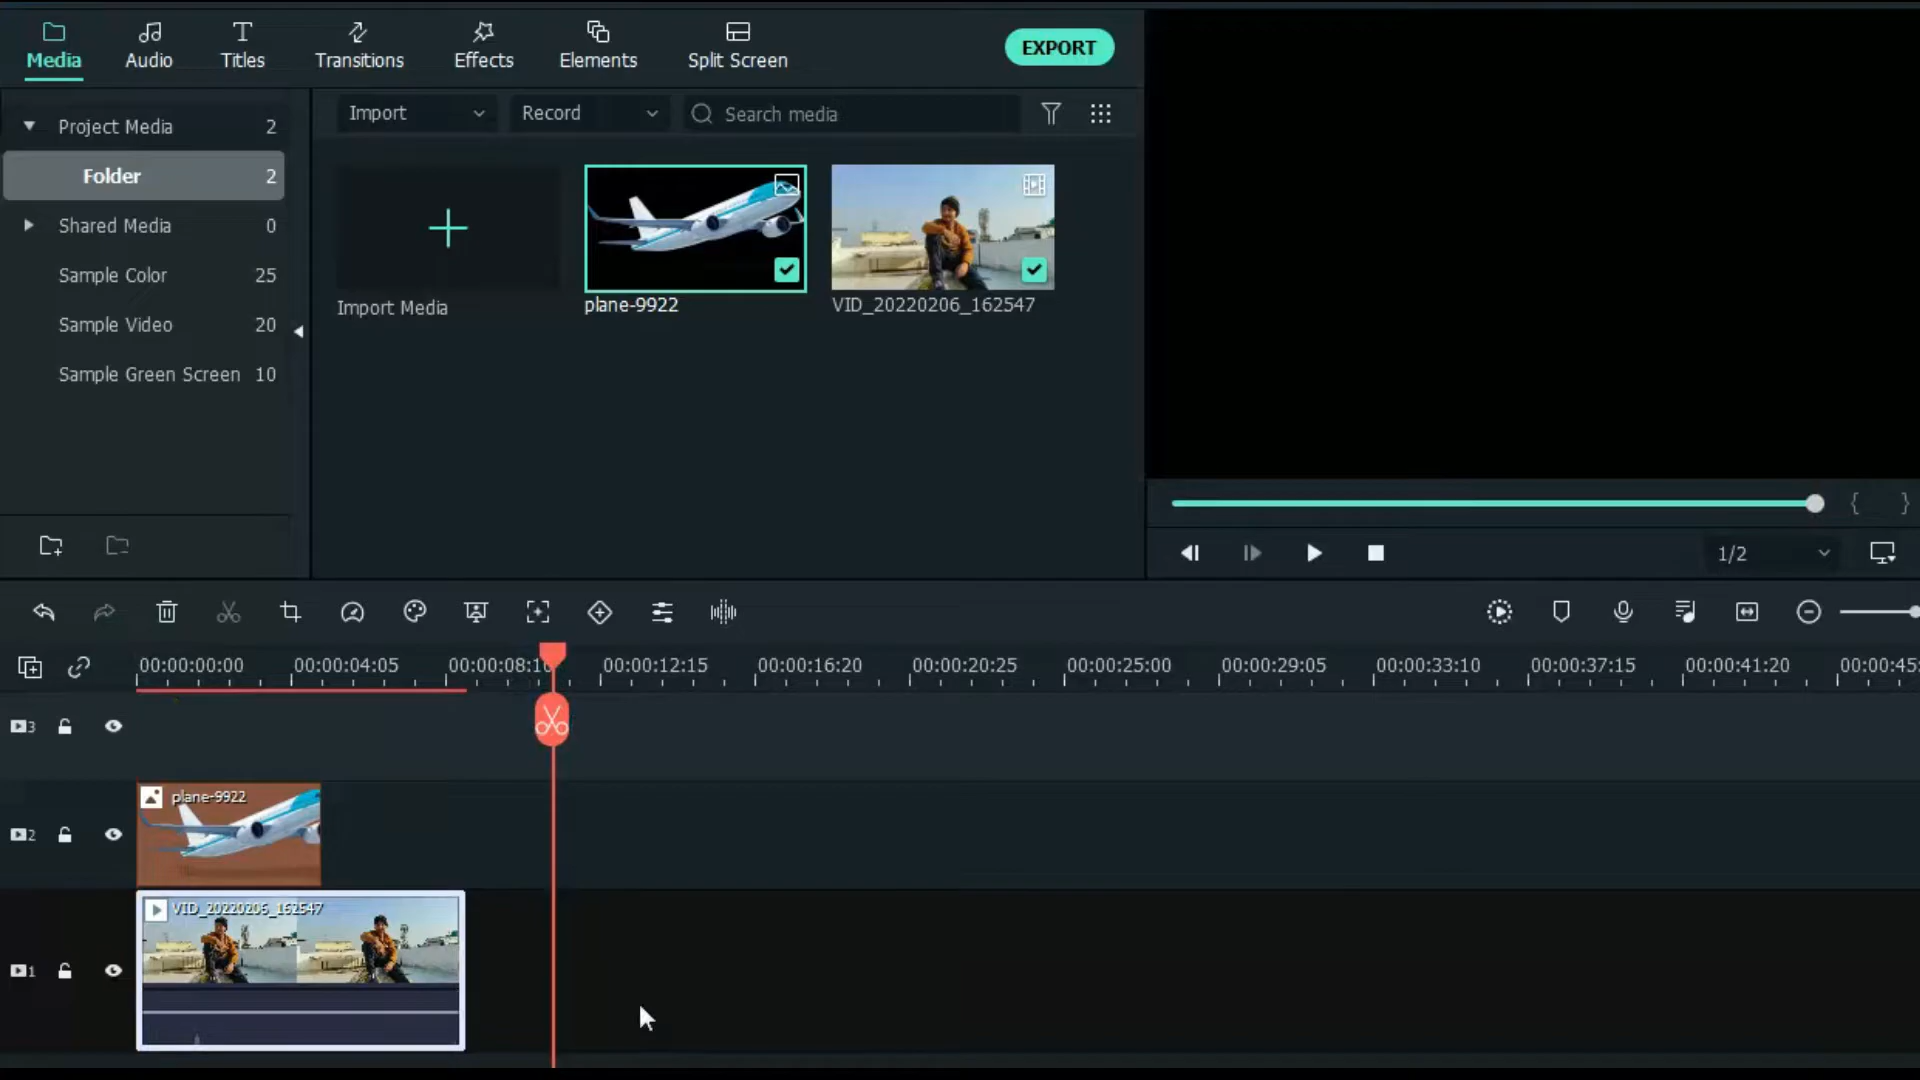 Media Audio Titles Transitions Effects Elements Split Screen EXPORT
Project Media 2
Folder 2
Shared Media 0
Sample Color 25
Sample Video 20
Sample Green Screen 10
Import Record Search media
Import Media plane-9922 VID_20220206_162547
{ }
1/2
00:00:00:00 00:00:04:05 00:00:08:10 00:00:12:15 00:00:16:20 00:00:20:25 00:00:25:00 00:00:29:05 00:00:33:10 00:00:37:15 00:00:41:20 00:00:45:
3
plane-9922
2
VID_20220206_162547
1